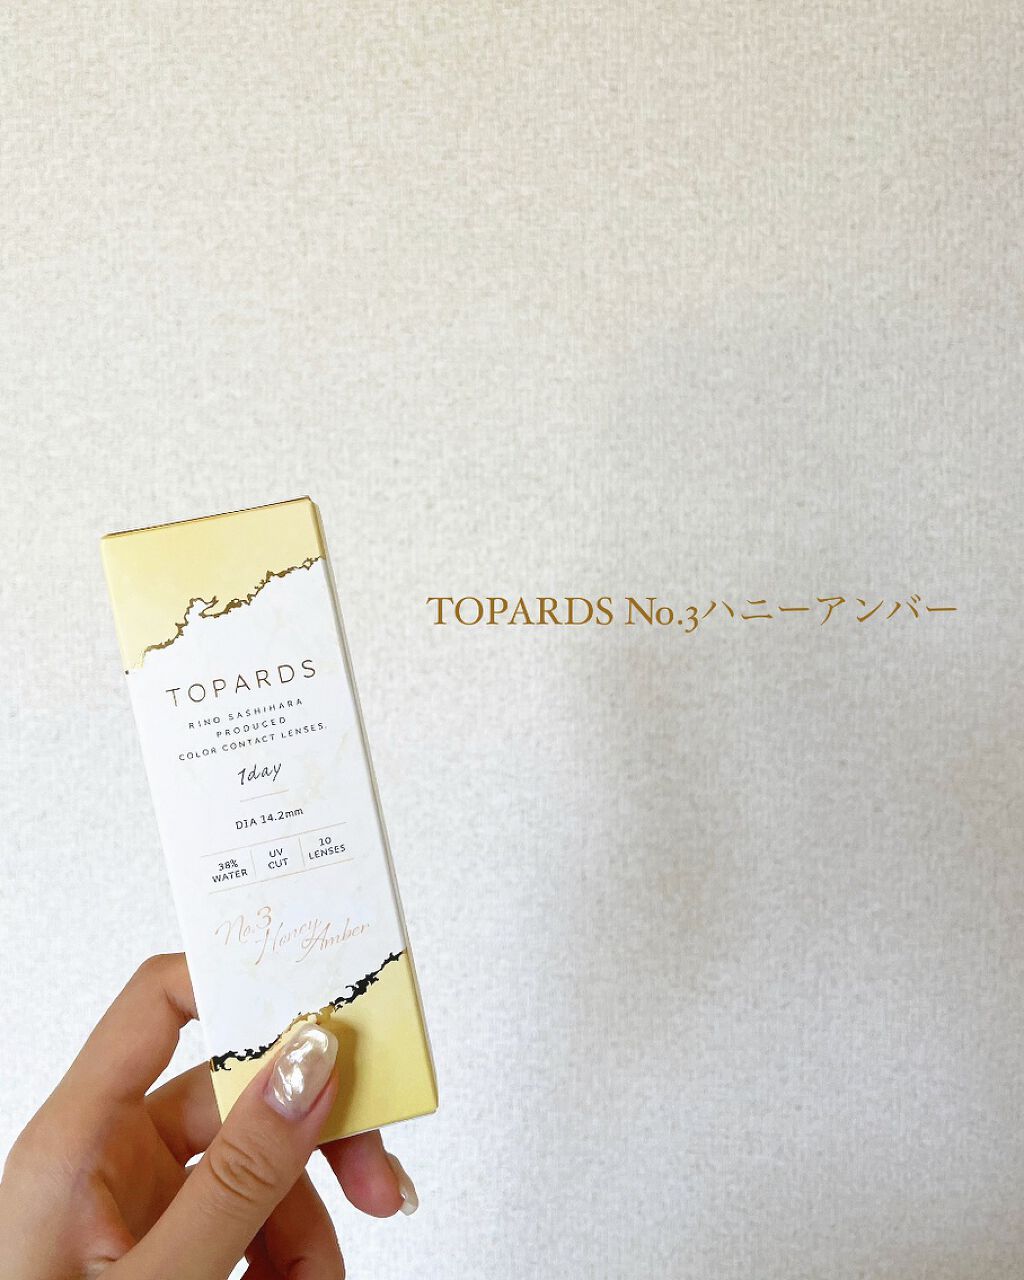 TOPARDS No.3ハニーアンバー
TOPARDS
RINO SASHIHARA
PRODUCED
COLOR CONTACT LENSES.
1day
DIA 14.2mm
38%
WATER
UV
CUT
10
LENSES
No.3
Honey Amber